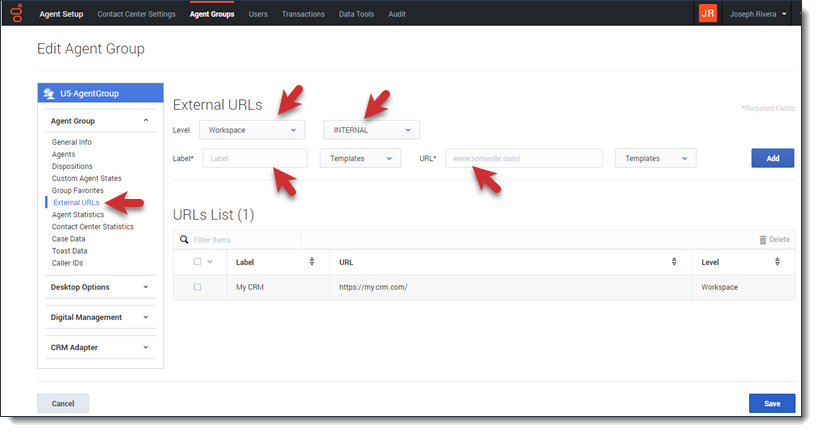 Agent Setup Contact Center Settings Agent Groups Users Transactions Data Tools Audit JR Joseph Rivera
Edit Agent Group
U5-AgentGroup
Agent Group
General Info
Agents
Dispositions
Custom Agent States
Group Favorites
External URLs
Agent Statistics
Contact Center Statistics
Case Data
Toast Data
Caller IDs
Desktop Options
Digital Management
CRM Adapter
External URLs
*Required Fields
Level Workspace INTERNAL
Label* Label Templates URL* www.somesite.com/ Templates Add
URLs List (1)
Filter Items Delete
Label URL Level
My CRM https://my.crm.com/ Workspace
Cancel Save